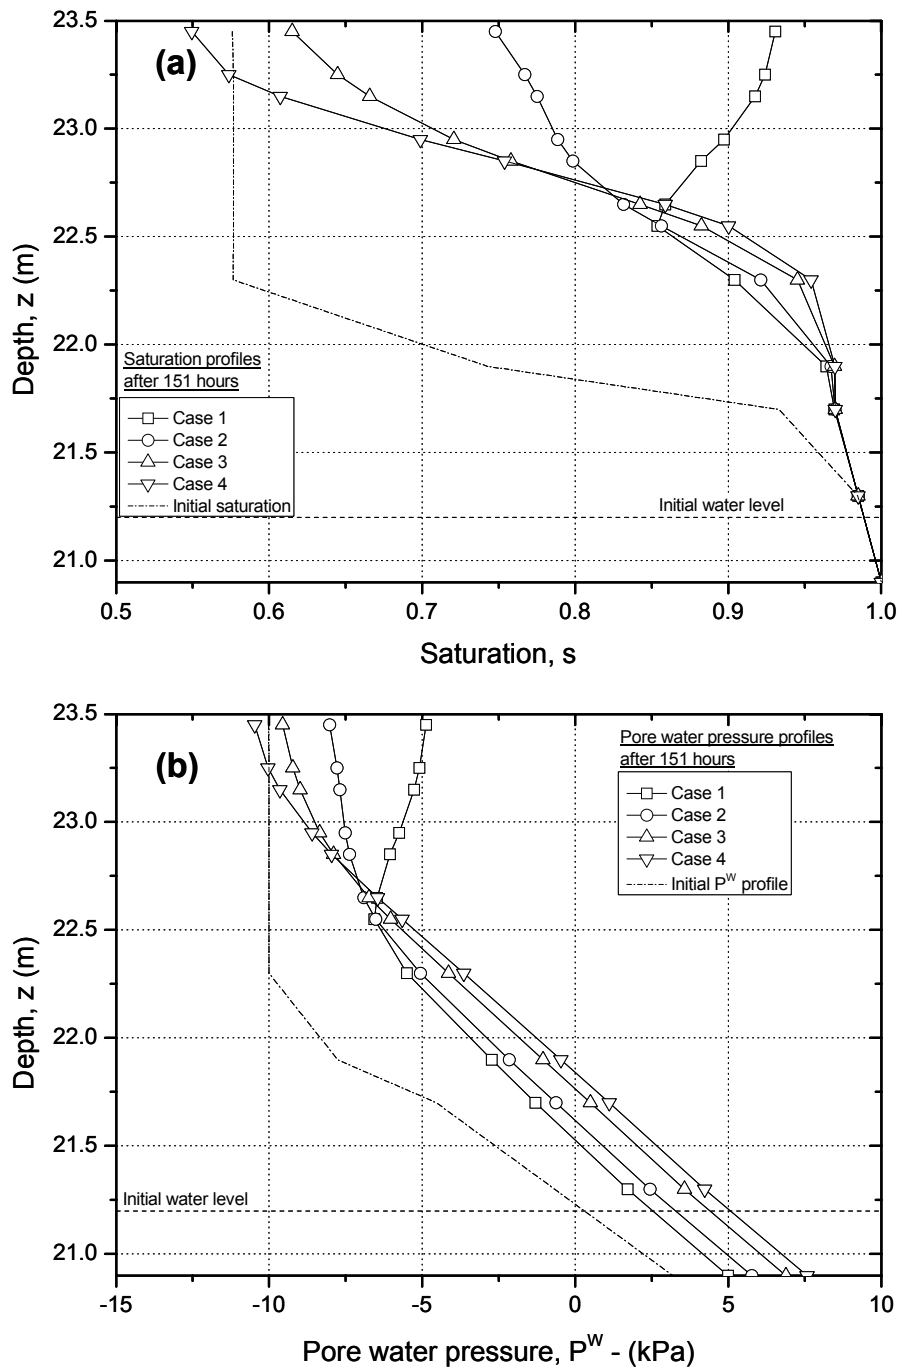 23.5
(a)
23.0
22.5
22.0
21.5
21.0
Depth, z (m)
Saturation profiles
after 151 hours
Case 1
Case 2
Case 3
Case 4
Initial saturation
Initial water level
0.5 0.6 0.7 0.8 0.9 1.0
Saturation, s
23.5
(b)
23.0
22.5
22.0
21.5
21.0
Depth, z (m)
Pore water pressure profiles
after 151 hours
Case 1
Case 2
Case 3
Case 4
Initial P^W profile
Initial water level
-15 -10 -5 0 5 10
Pore water pressure, P^W - (kPa)